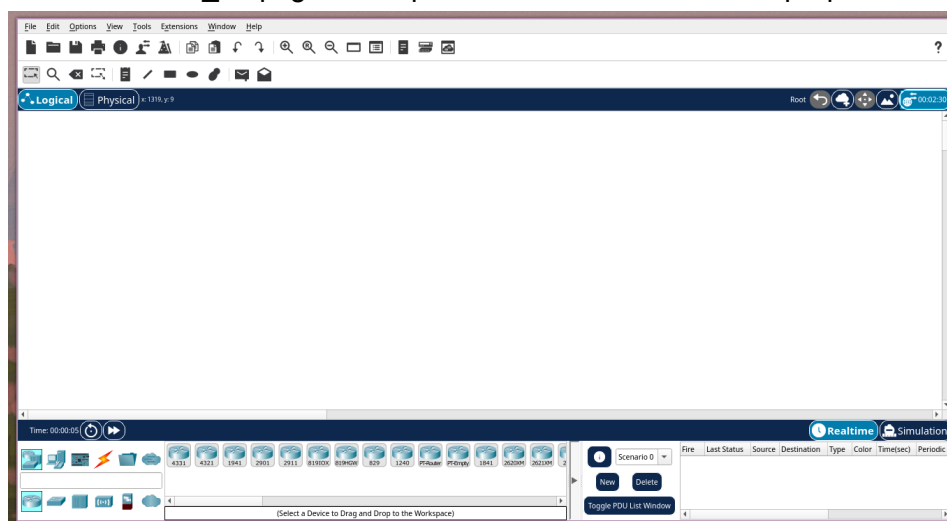 File Edit Options View Tools Extensions Window Help
?
Logical Physical x: 1319, y: 9 Root 00:02:30
Time: 00:00:05 Realtime Simulation
4331 4321 1941 2901 2911 819IOX 819HGW 829 1240 PT-Router PT-Empty 1841 2620XM 2621XM 2
Scenario 0
Fire Last Status Source Destination Type Color Time(sec) Periodic
New Delete
Toggle PDU List Window
(Select a Device to Drag and Drop to the Workspace)